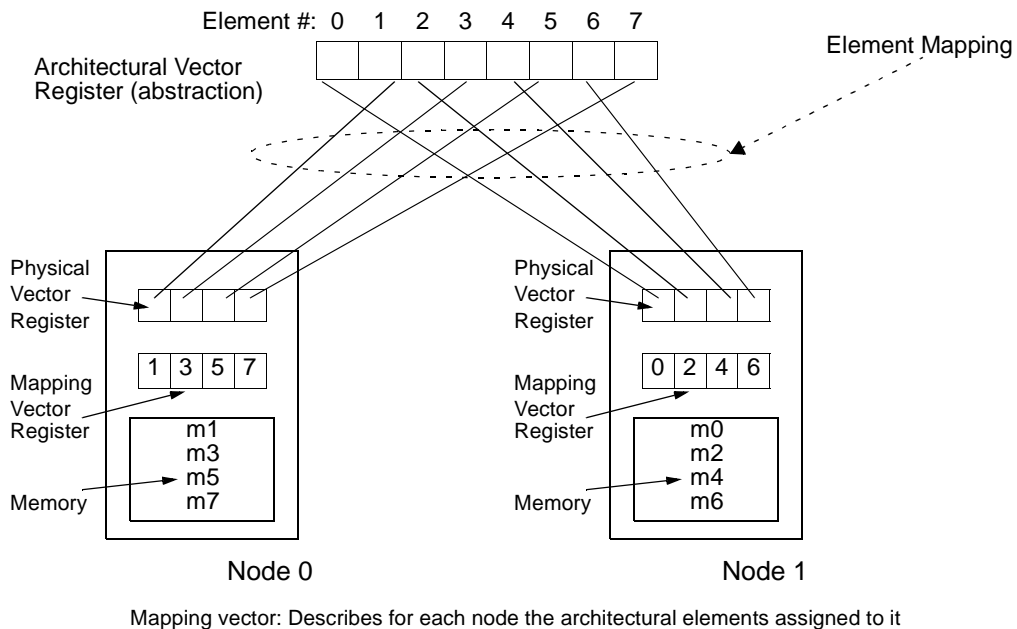 Element #: 0 1 2 3 4 5 6 7
Architectural Vector
Register (abstraction)
Element Mapping
Physical
Vector
Register
1 3 5 7
Mapping
Vector
Register
m1
m3
m5
m7
Memory
Node 0
Physical
Vector
Register
0 2 4 6
Mapping
Vector
Register
m0
m2
m4
m6
Memory
Node 1
Mapping vector: Describes for each node the architectural elements assigned to it